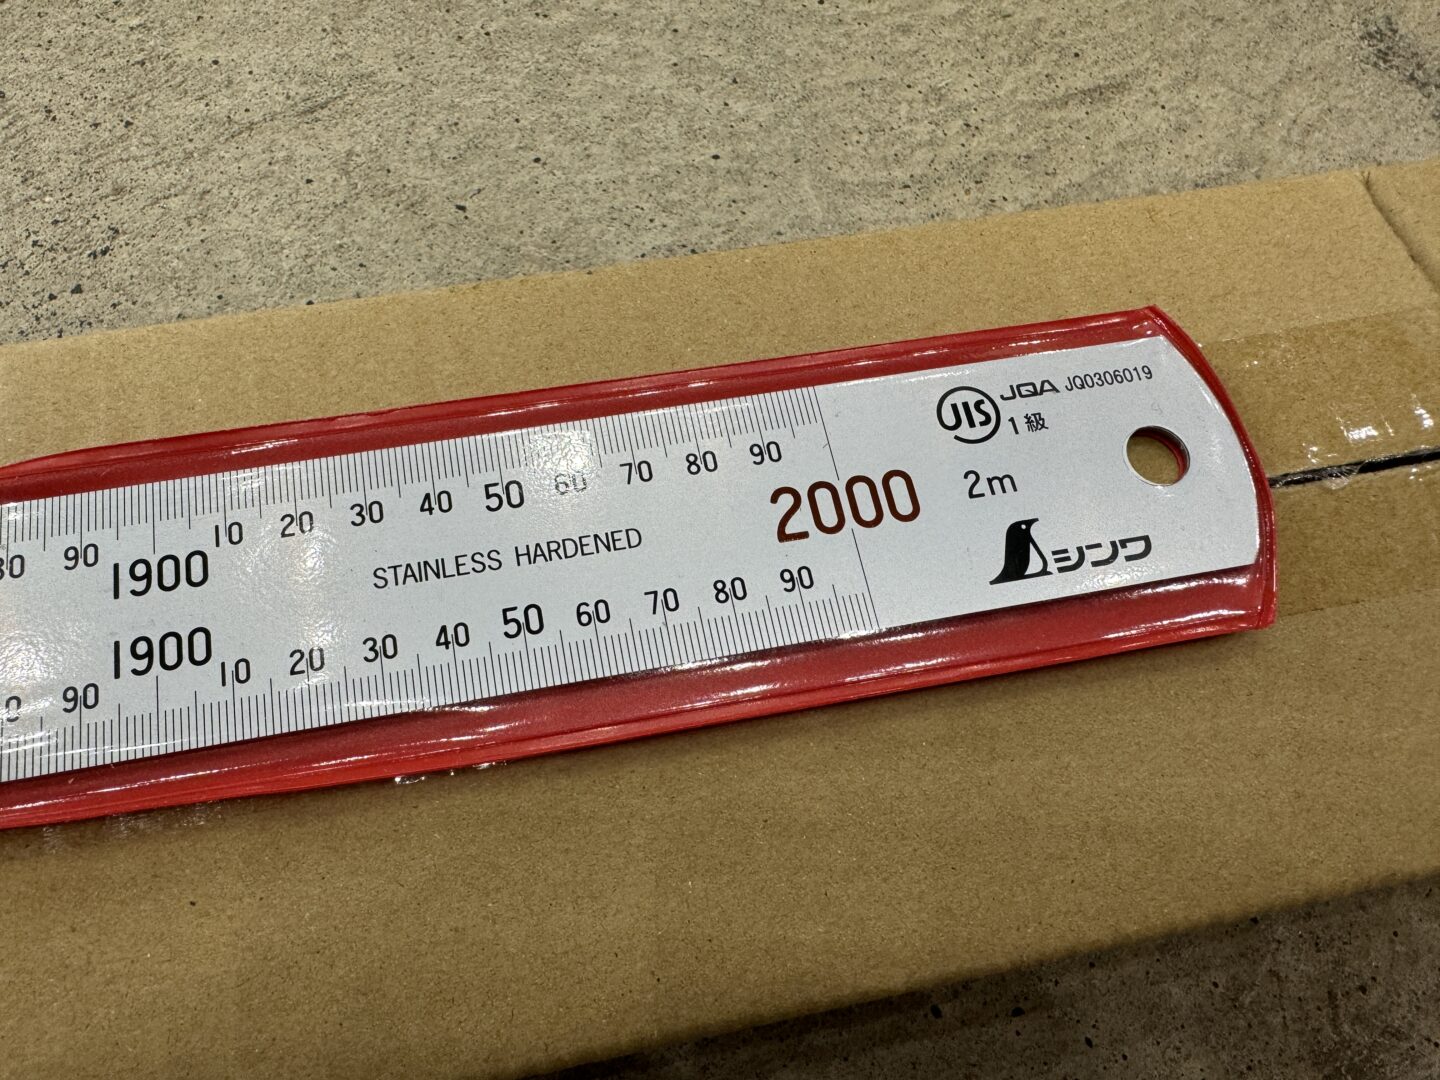 JIS JQA JQ0306019
1級
80 90 1900 10 20 30 40 50 60 70 80 90 2000 2m
STAINLESS HARDENED
シンワ
90 1900 10 20 30 40 50 60 70 80 90